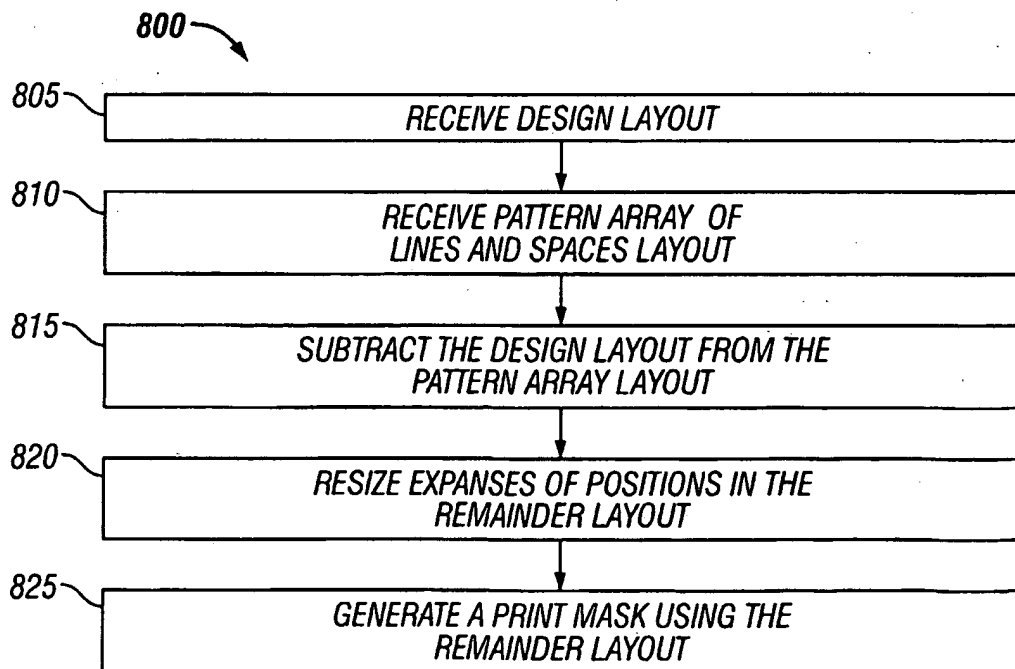 800
805
RECEIVE DESIGN LAYOUT
810
RECEIVE PATTERN ARRAY OF
LINES AND SPACES LAYOUT
815
SUBTRACT THE DESIGN LAYOUT FROM THE
PATTERN ARRAY LAYOUT
820
RESIZE EXPANSES OF POSITIONS IN THE
REMAINDER LAYOUT
825
GENERATE A PRINT MASK USING THE
REMAINDER LAYOUT